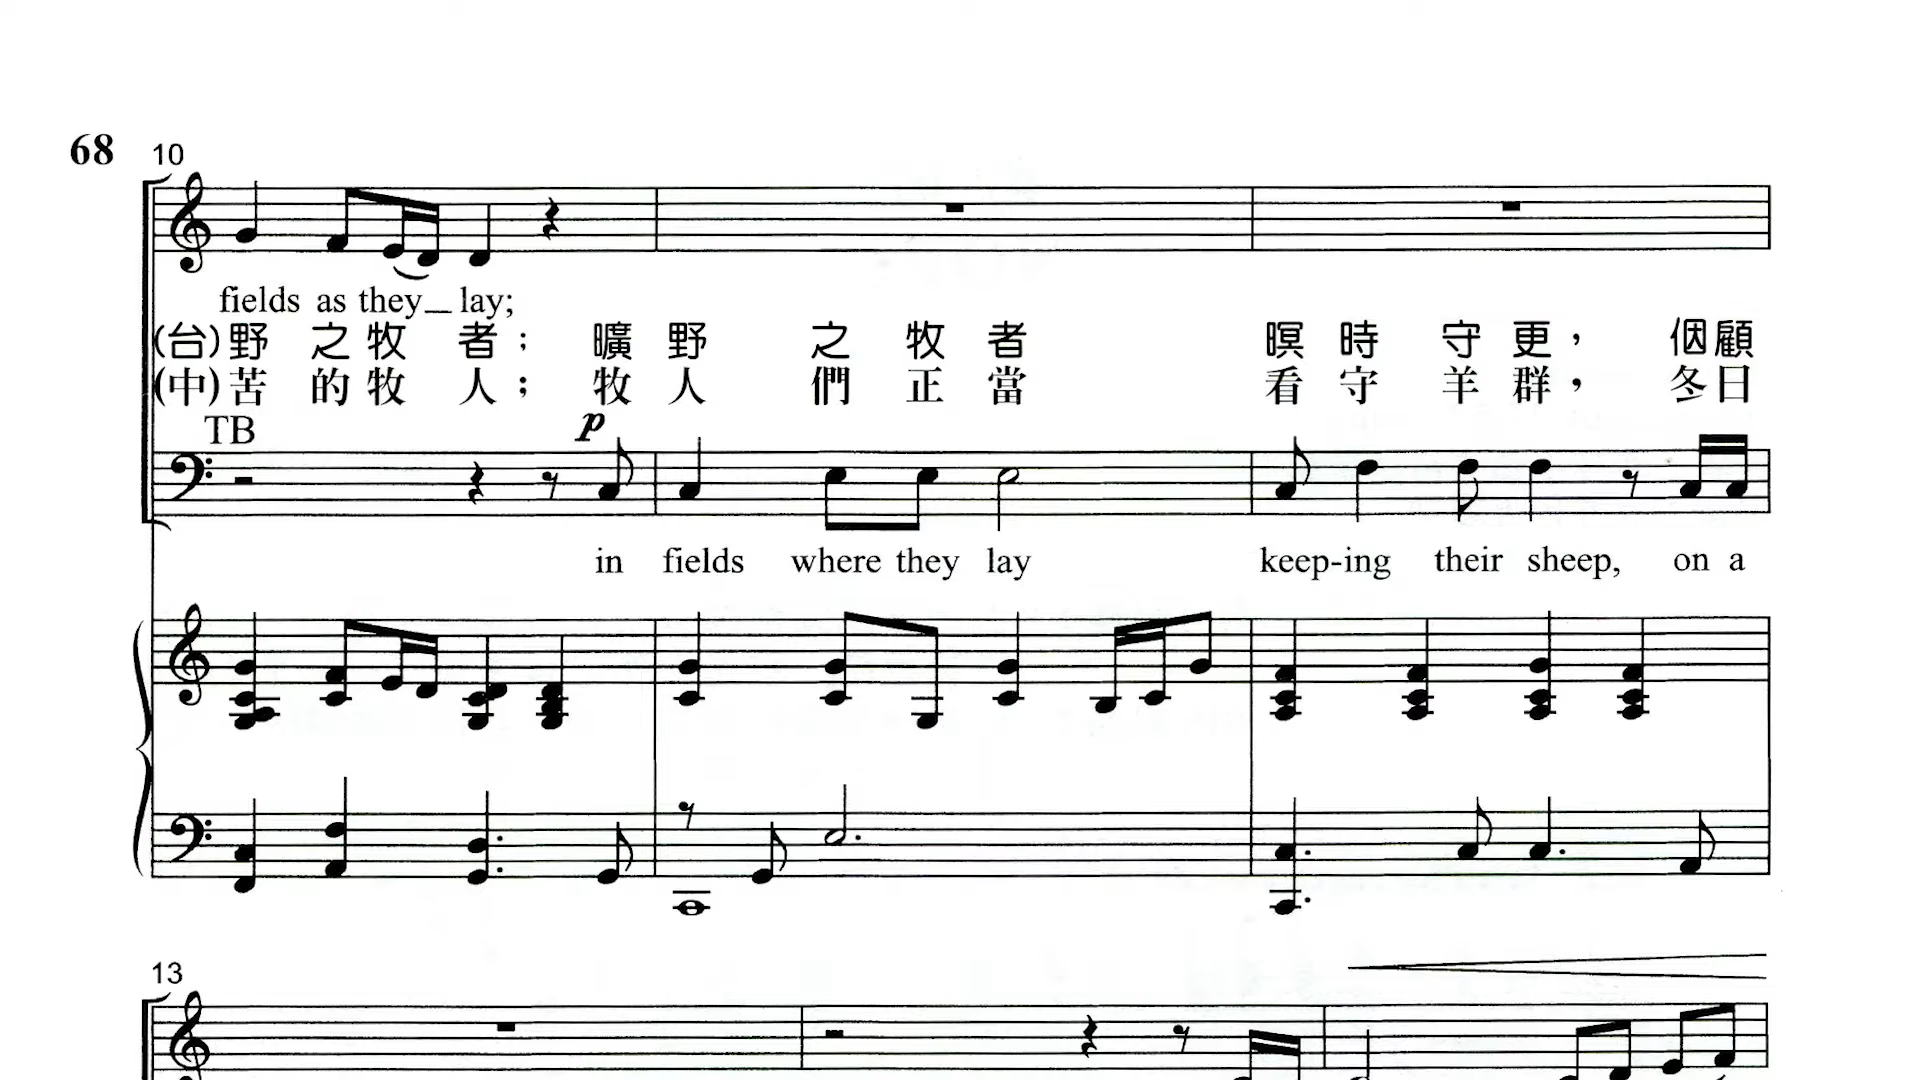 68 10
fields as they_ lay;
(台)野 之牧 者；曠野 之 牧 者 暝 時 守 更， 𪜶顧
(中)苦 的牧 人；牧人 們 正 當 看 守 羊 群， 冬日
TB p
in fields where they lay keep-ing their sheep, on a
13